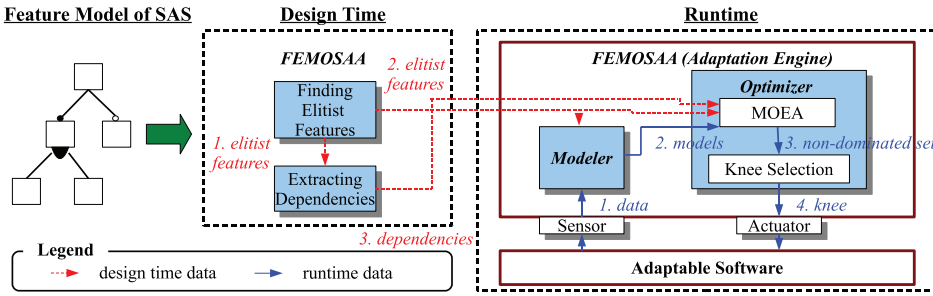 Feature Model of SAS
Design Time
Runtime
FEMOSAA
2. elitist
features
Finding
Elitist
Features
1. elitist
features
Extracting
Dependencies
3. dependencies
FEMOSAA (Adaptation Engine)
Optimizer
MOEA
Modeler
2. models
3. non-dominated set
Knee Selection
1. data
4. knee
Sensor
Actuator
Adaptable Software
Legend
design time data
runtime data